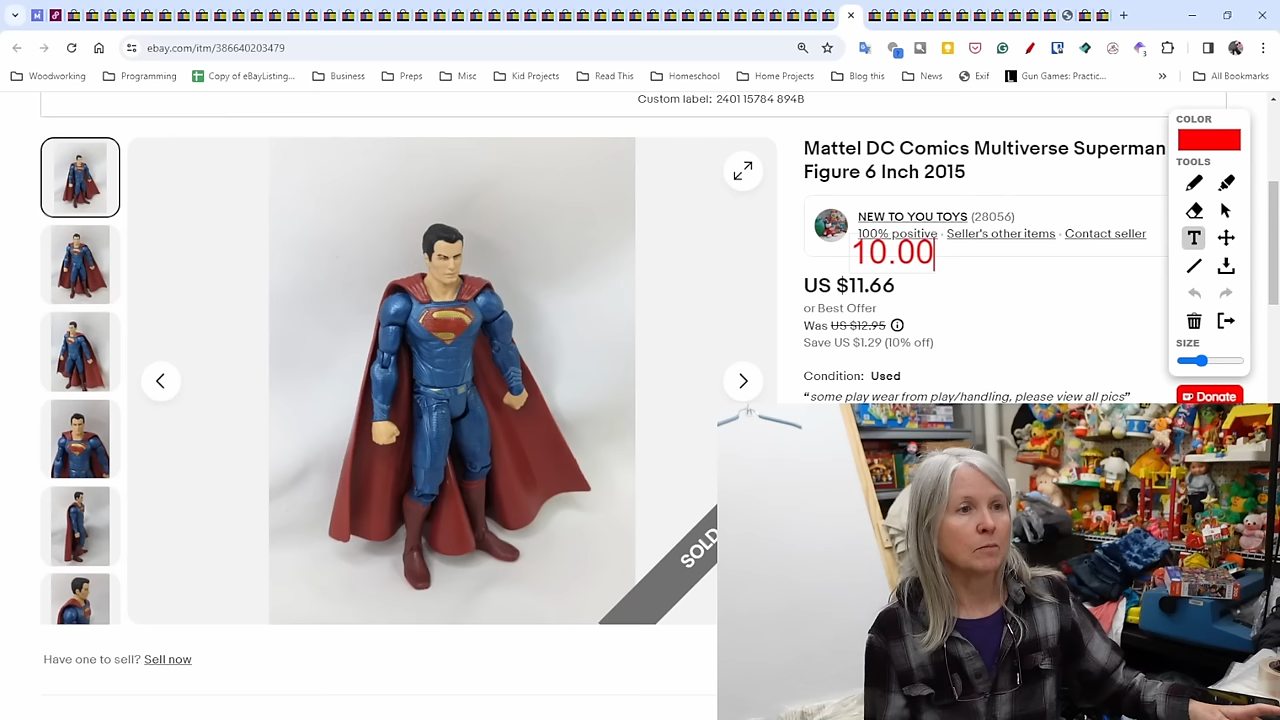 ebay.com/itm/386640203479
Woodworking
Programming
Copy of eBayListing...
Business
Preps
Misc
Kid Projects
Read This
Homeschool
Home Projects
Blog this
News
Exif
Gun Games: Practic...
»
All Bookmarks
Custom label: 2401 15784 894B
COLOR
TOOLS
T
SIZE
Donate
Mattel DC Comics Multiverse Superman
Figure 6 Inch 2015
NEW TO YOU TOYS (28056)
100% positive · Seller's other items · Contact seller
10.00
US $11.66
or Best Offer
Was US $12.95
Save US $1.29 (10% off)
Condition: Used
“some play wear from play/handling, please view all pics”
SOLD
Have one to sell? Sell now